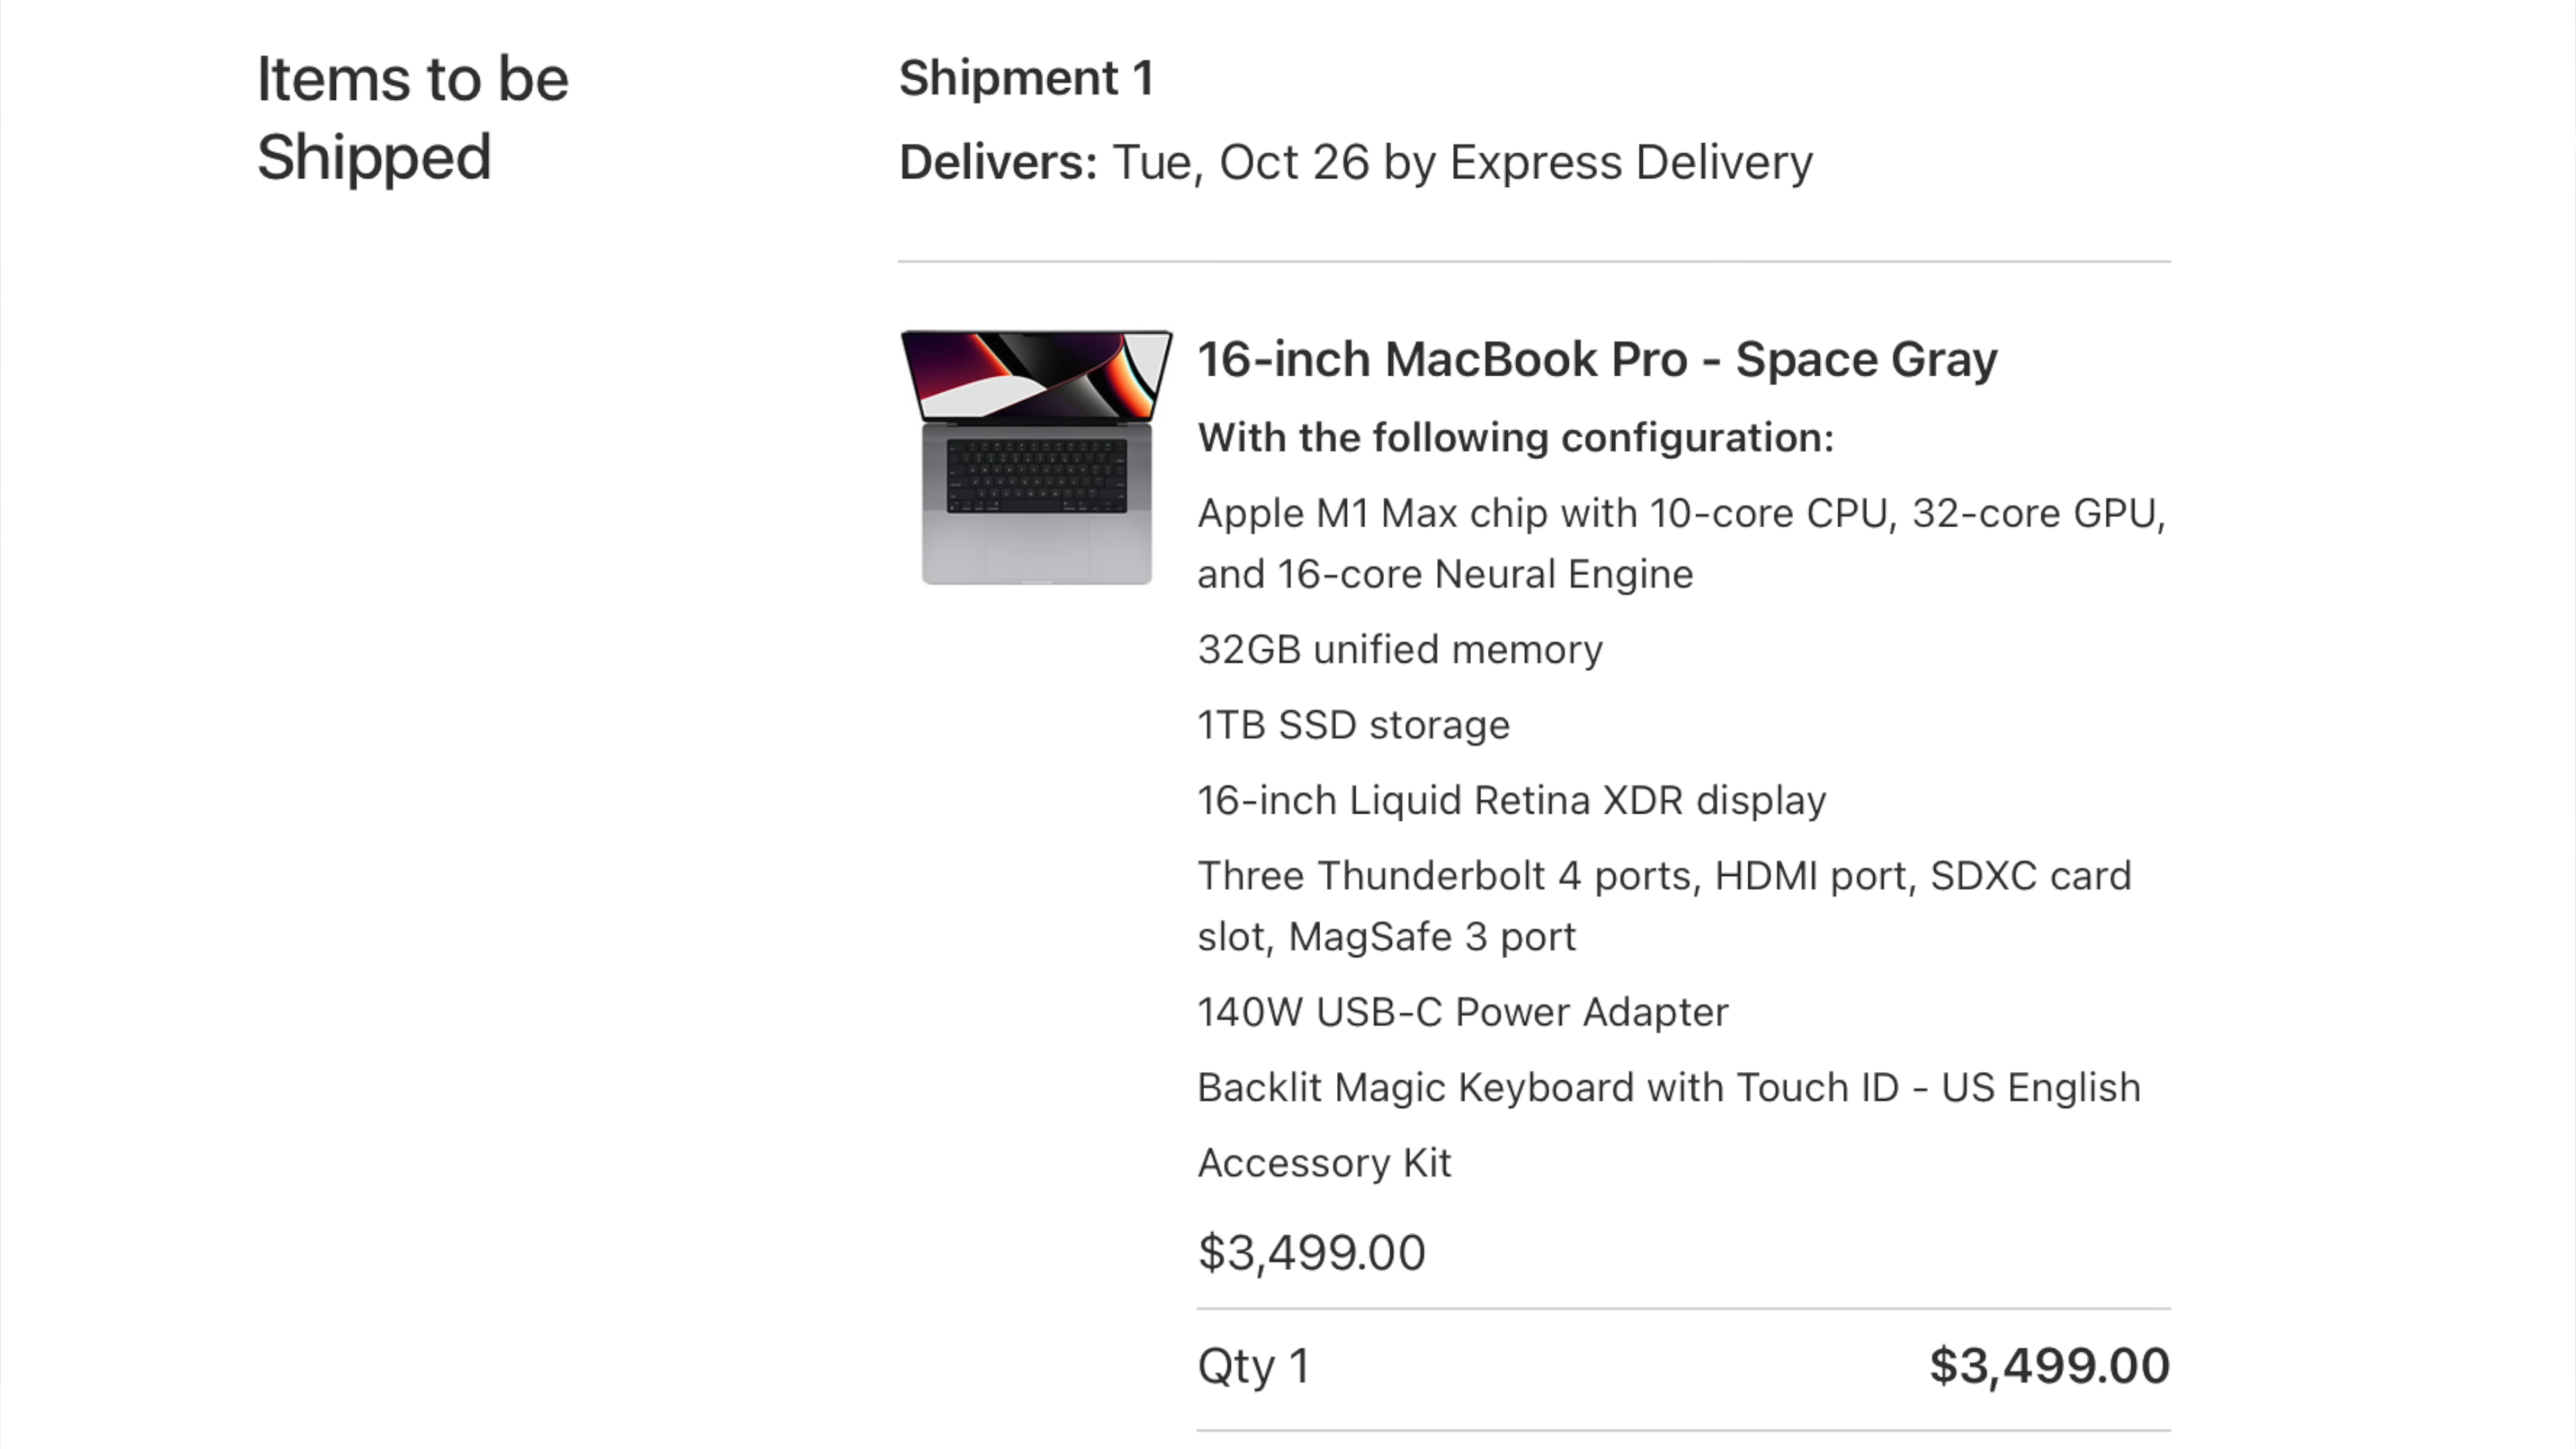 Items to be
Shipped
Shipment 1
Delivers: Tue, Oct 26 by Express Delivery
16-inch MacBook Pro - Space Gray
With the following configuration:
Apple M1 Max chip with 10-core CPU, 32-core GPU,
and 16-core Neural Engine
32GB unified memory
1TB SSD storage
16-inch Liquid Retina XDR display
Three Thunderbolt 4 ports, HDMI port, SDXC card
slot, MagSafe 3 port
140W USB-C Power Adapter
Backlit Magic Keyboard with Touch ID - US English
Accessory Kit
$3,499.00
Qty 1 $3,499.00